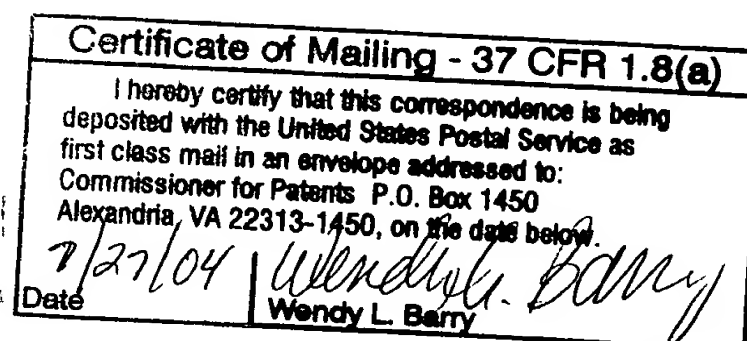 Certificate of Mailing - 37 CFR 1.8(a)
I hereby certify that this correspondence is being
deposited with the United States Postal Service as
first class mail in an envelope addressed to:
Commissioner for Patents P.O. Box 1450
Alexandria, VA 22313-1450, on the date below.
7/27/04 Wendy L. Barry
Date Wendy L. Barry